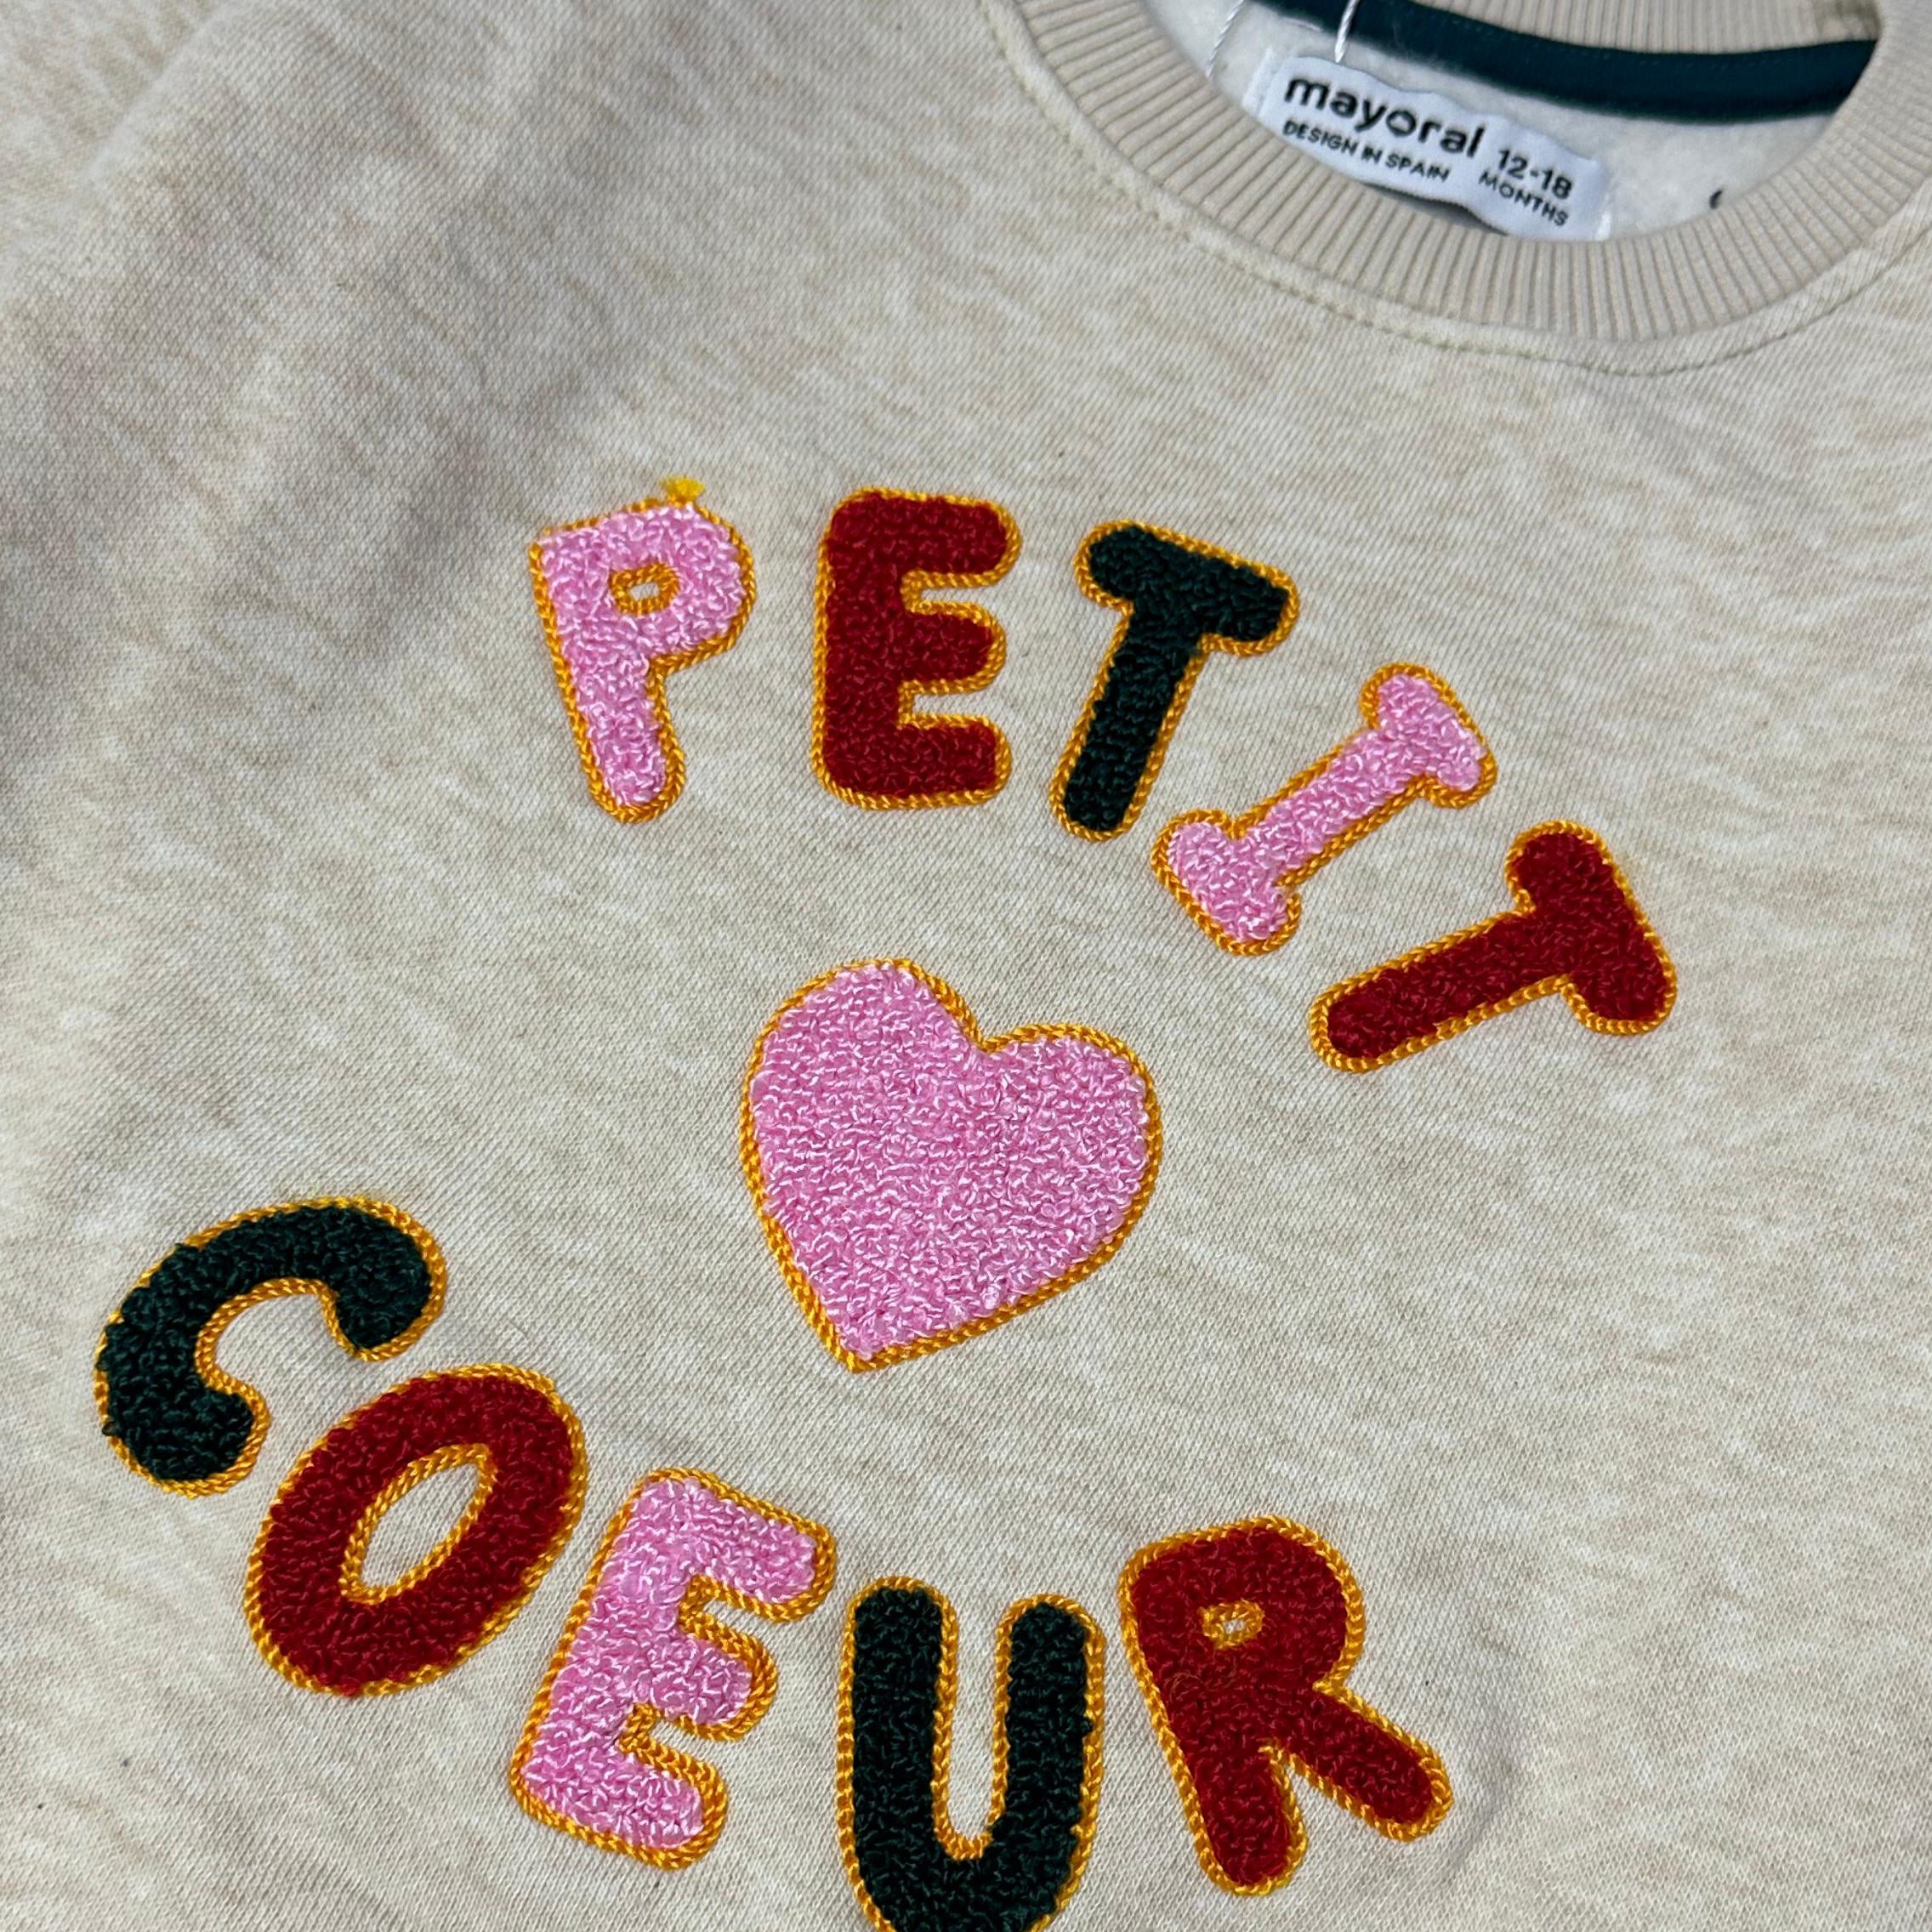 mayoral
DESIGN IN SPAIN
12-18
MONTHS
PETIT
COEUR